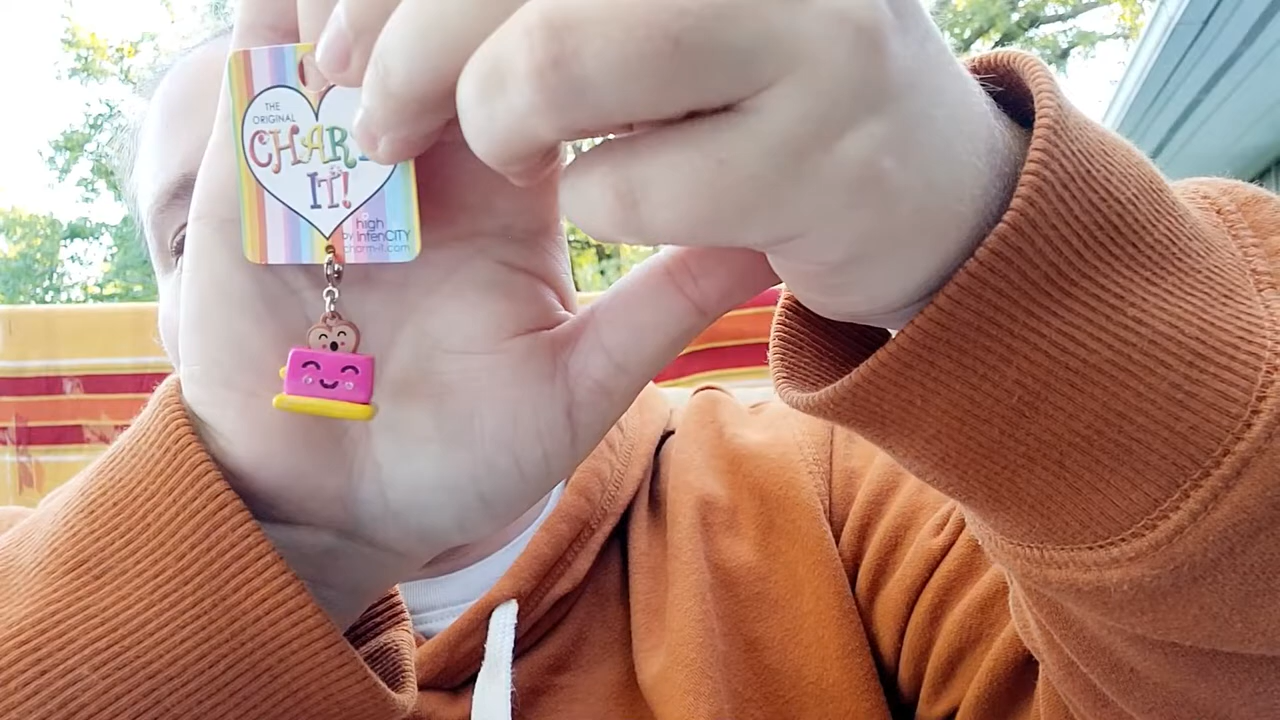 THE
ORIGINAL
CHAR
IT!
high
by IntenCITY
charm-it.com